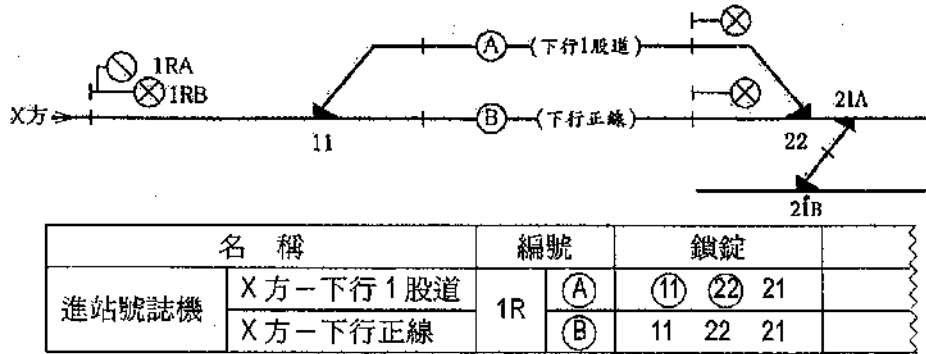 1RA
1RB
X方
11
A (下行1股道)
B (下行正線)
22
21A
21B
名 稱 編號 鎖錠
進站號誌機 X方－下行1股道 1R A 11 22 21
X方－下行正線 B 11 22 21